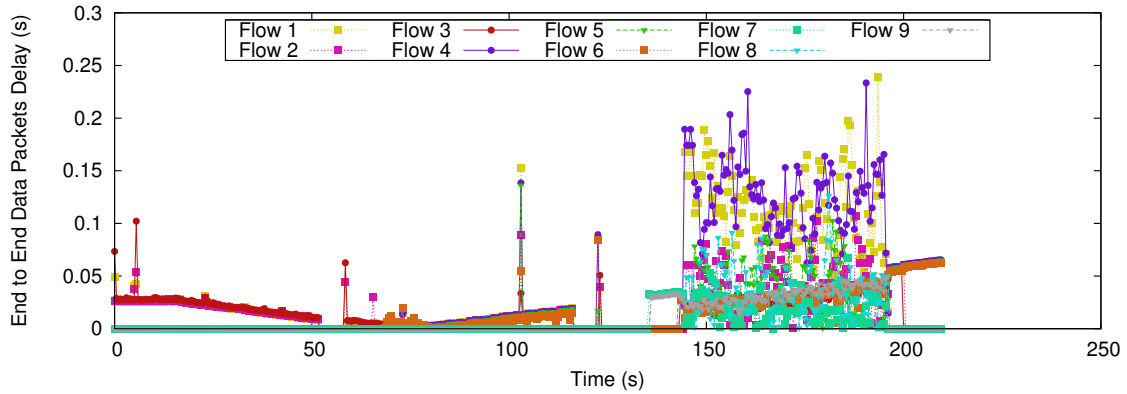 Flow 1 Flow 3 Flow 5 Flow 7 Flow 9
Flow 2 Flow 4 Flow 6 Flow 8
End to End Data Packets Delay (s)
0.3
0.25
0.2
0.15
0.1
0.05
0
0 50 100 150 200 250
Time (s)